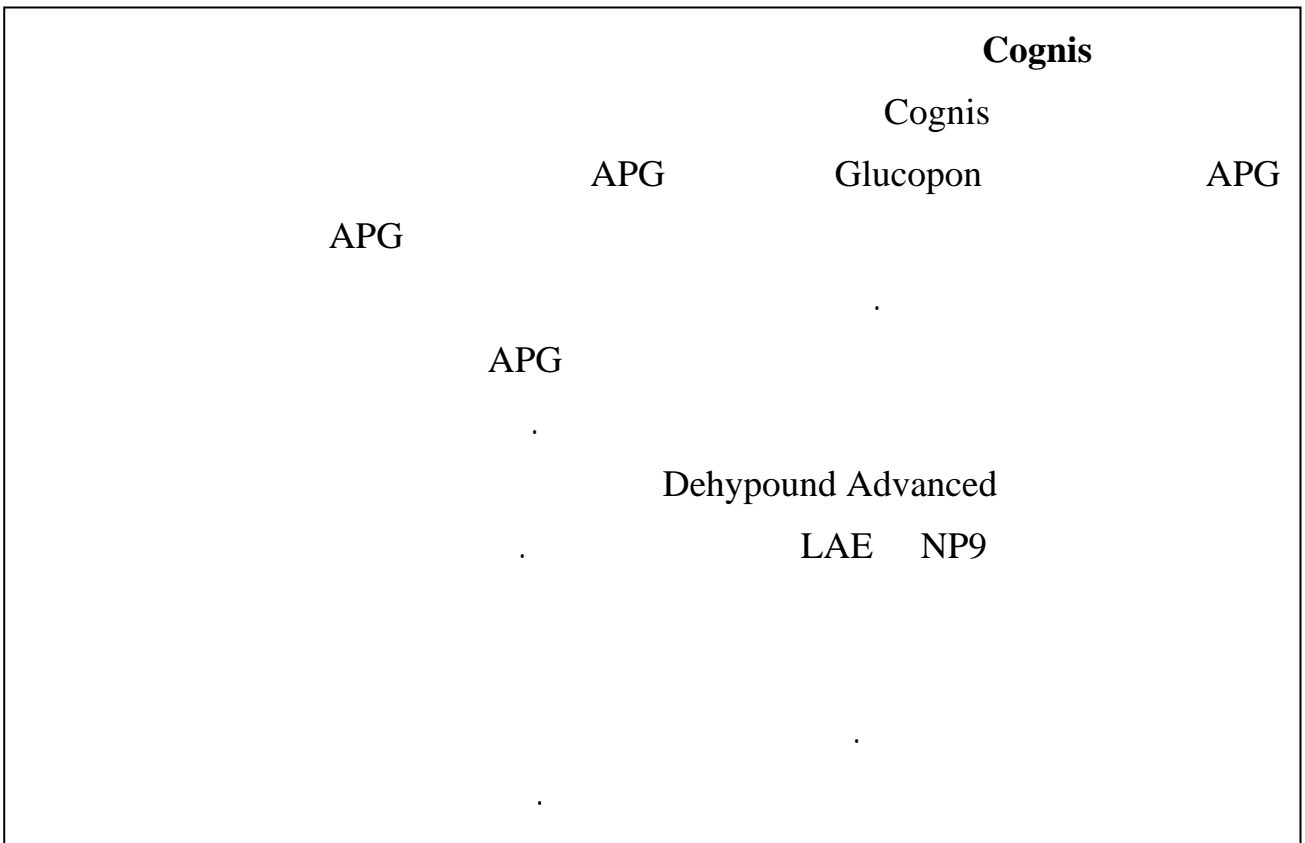 Cognis
Cognis
APG Glucopon APG
APG
.
APG
.
Dehypound Advanced
. LAE NP9
.
.